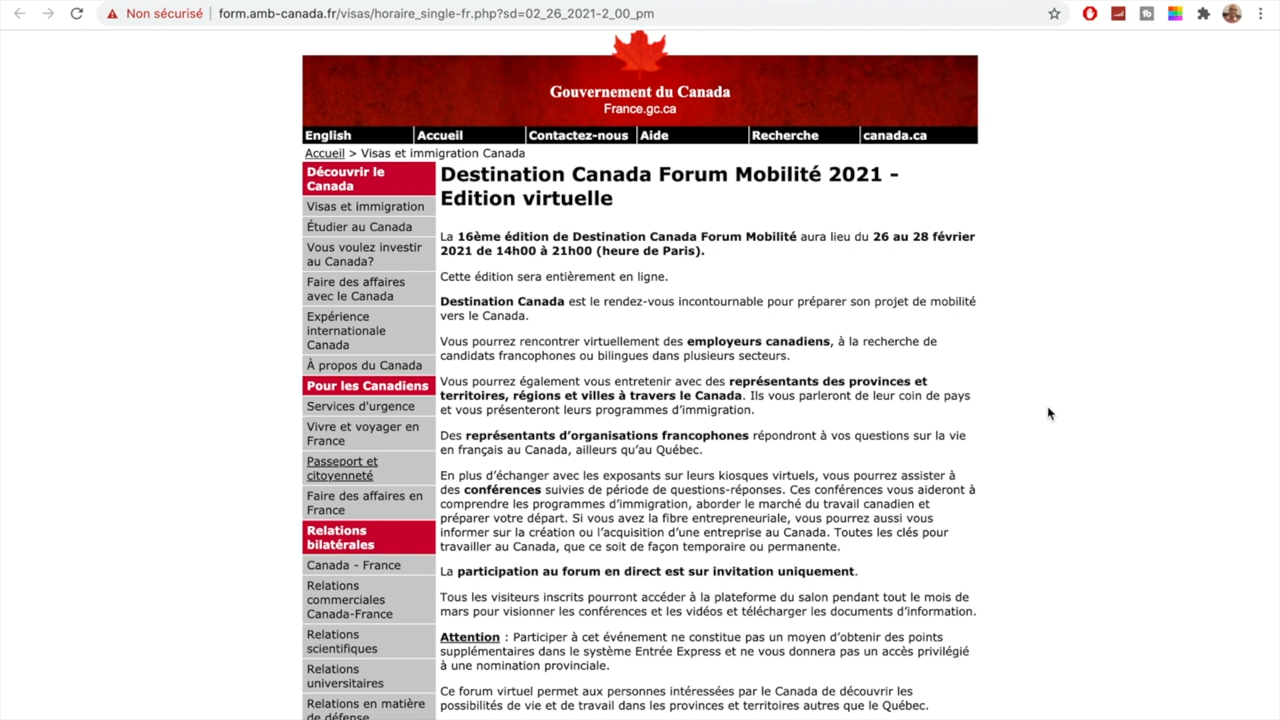 Non sécurisé
form.amb-canada.fr/visas/horaire_single-fr.php?sd=02_26_2021-2_00_pm
Gouvernement du Canada
France.gc.ca
English
Accueil
Contactez-nous
Aide
Recherche
canada.ca
Accueil > Visas et immigration Canada
Découvrir le
Canada
Visas et immigration
Étudier au Canada
Vous voulez investir
au Canada?
Faire des affaires
avec le Canada
Expérience
internationale
Canada
À propos du Canada
Pour les Canadiens
Services d'urgence
Vivre et voyager en
France
Passeport et
citoyenneté
Faire des affaires en
France
Relations
bilatérales
Canada - France
Relations
commerciales
Canada-France
Relations
scientifiques
Relations
universitaires
Relations en matière
de défense
Destination Canada Forum Mobilité 2021 -
Edition virtuelle
La 16ème édition de Destination Canada Forum Mobilité aura lieu du 26 au 28 février
2021 de 14h00 à 21h00 (heure de Paris).
Cette édition sera entièrement en ligne.
Destination Canada est le rendez-vous incontournable pour préparer son projet de mobilité
vers le Canada.
Vous pourrez rencontrer virtuellement des employeurs canadiens, à la recherche de
candidats francophones ou bilingues dans plusieurs secteurs.
Vous pourrez également vous entretenir avec des représentants des provinces et
territoires, régions et villes à travers le Canada. Ils vous parleront de leur coin de pays
et vous présenteront leurs programmes d'immigration.
Des représentants d'organisations francophones répondront à vos questions sur la vie
en français au Canada, ailleurs qu'au Québec.
En plus d'échanger avec les exposants sur leurs kiosques virtuels, vous pourrez assister à
des conférences suivies de période de questions-réponses. Ces conférences vous aideront à
comprendre les programmes d'immigration, aborder le marché du travail canadien et
préparer votre départ. Si vous avez la fibre entrepreneuriale, vous pourrez aussi vous
informer sur la création ou l'acquisition d'une entreprise au Canada. Toutes les clés pour
travailler au Canada, que ce soit de façon temporaire ou permanente.
La participation au forum en direct est sur invitation uniquement.
Tous les visiteurs inscrits pourront accéder à la plateforme du salon pendant tout le mois de
mars pour visionner les conférences et les vidéos et télécharger les documents d'information.
Attention : Participer à cet événement ne constitue pas un moyen d'obtenir des points
supplémentaires dans le système Entrée Express et ne vous donnera pas un accès privilégié
à une nomination provinciale.
Ce forum virtuel permet aux personnes intéressées par le Canada de découvrir les
possibilités de vie et de travail dans les provinces et territoires autres que le Québec.